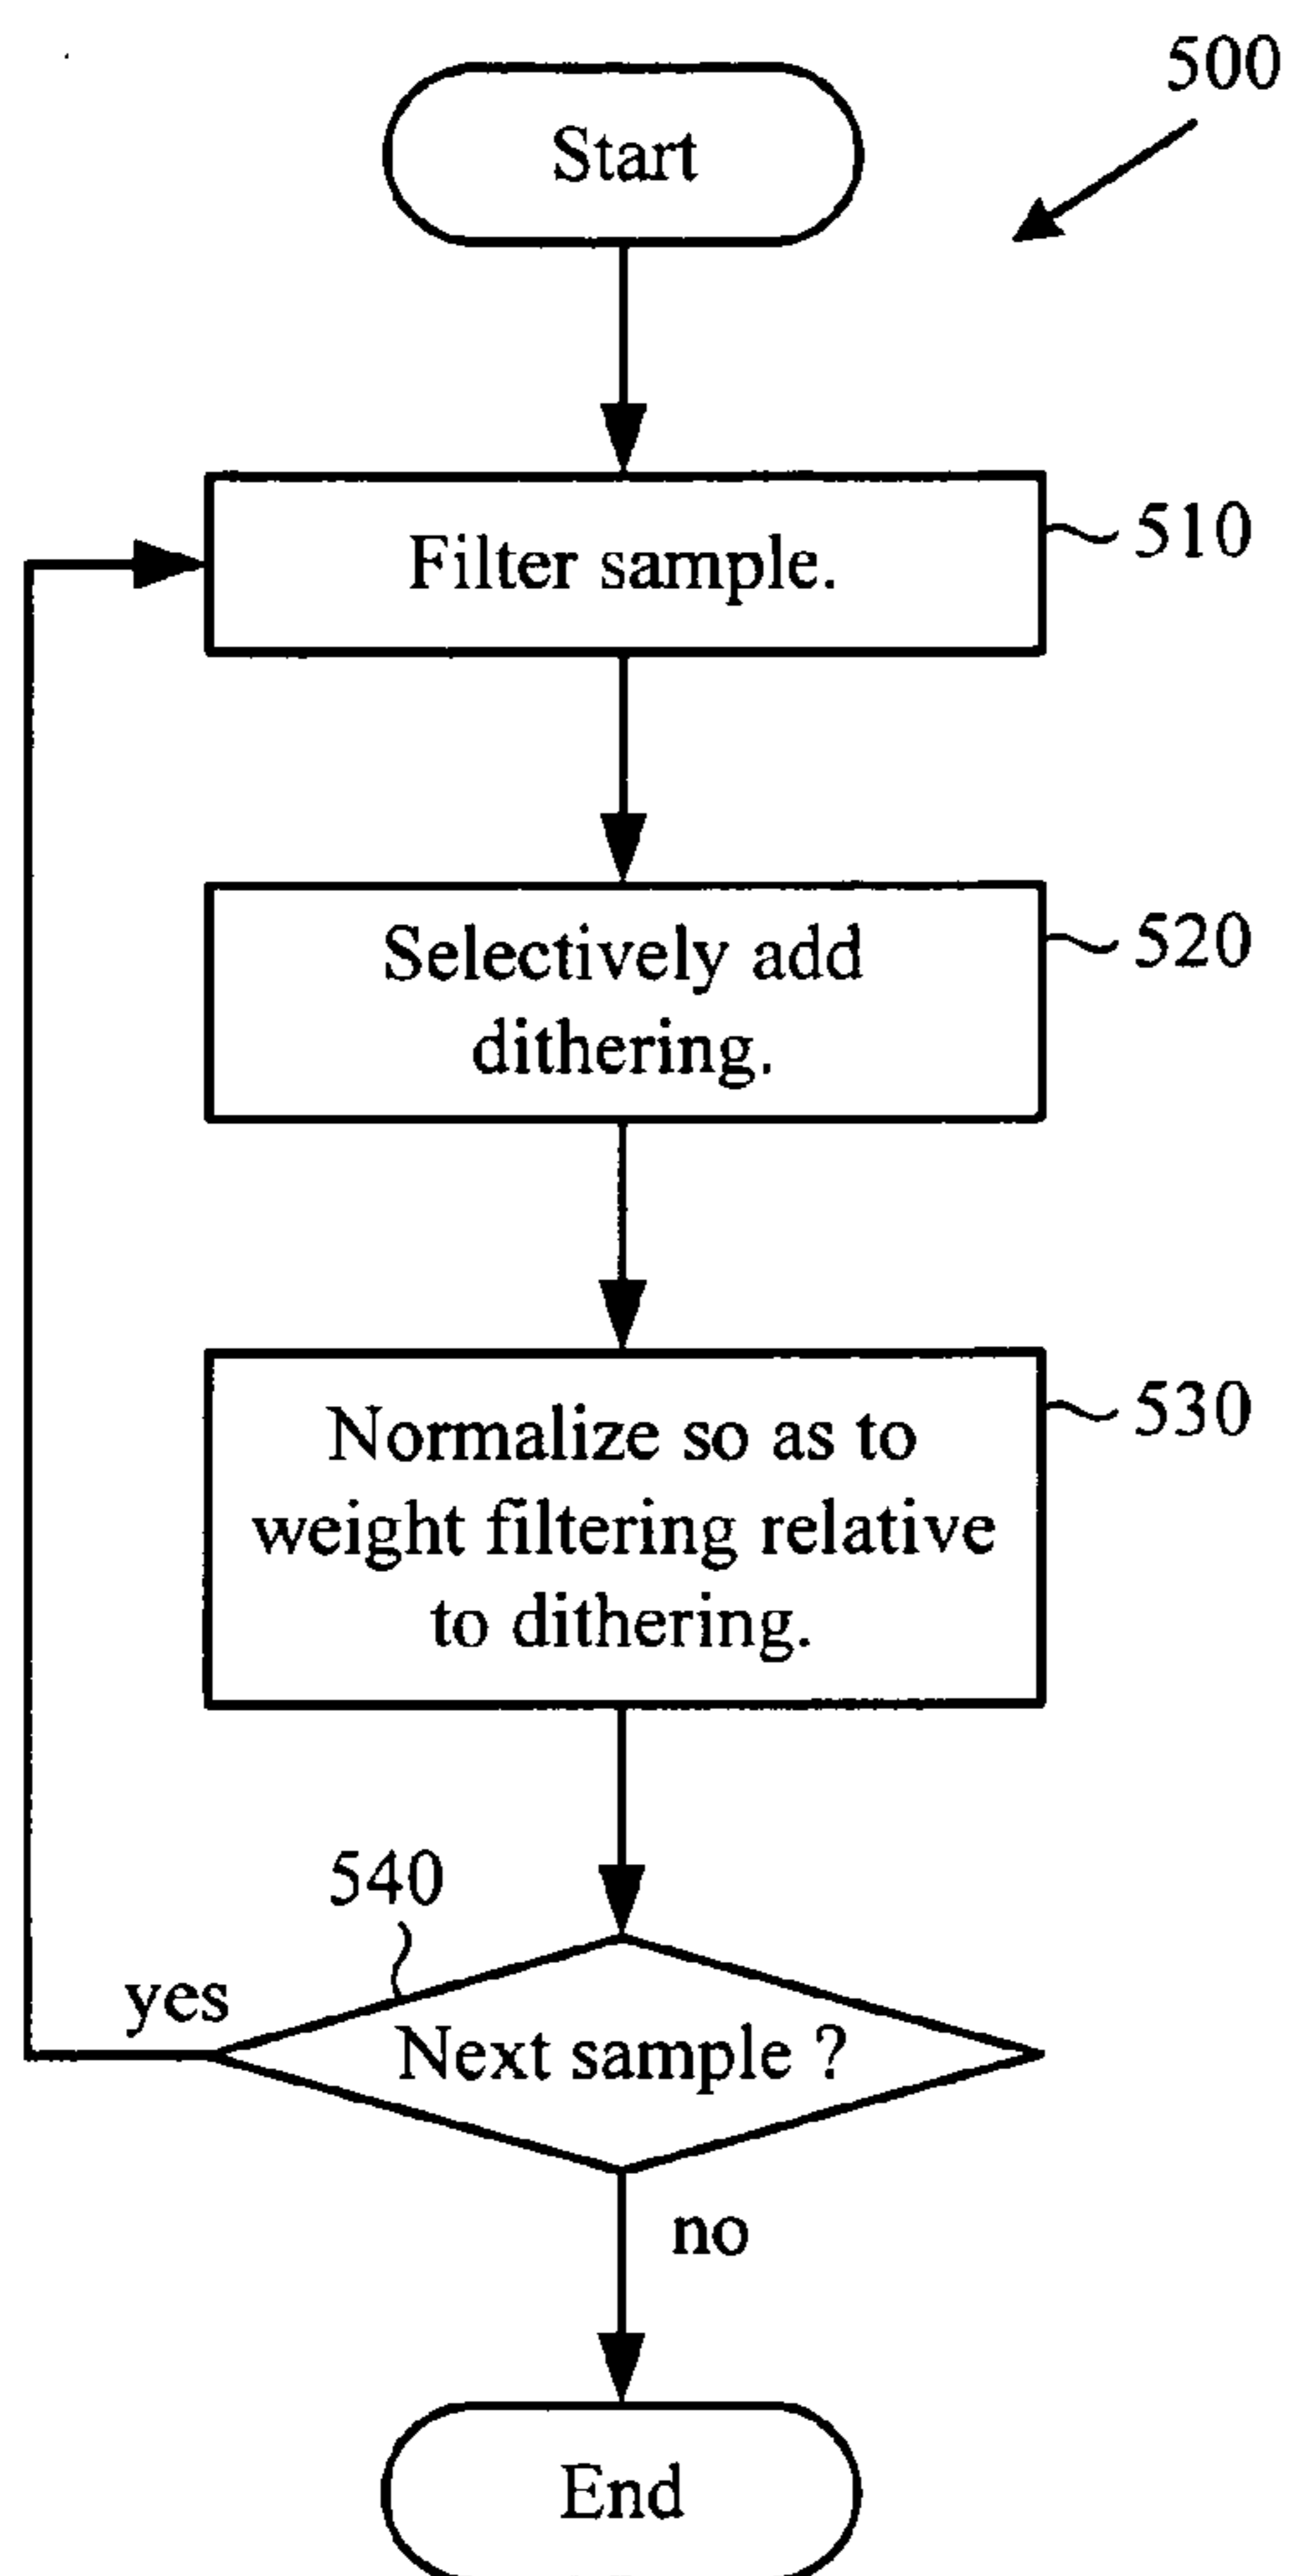 500
Start
Filter sample.
510
Selectively add
dithering.
520
Normalize so as to
weight filtering relative
to dithering.
530
540
yes
Next sample ?
no
End